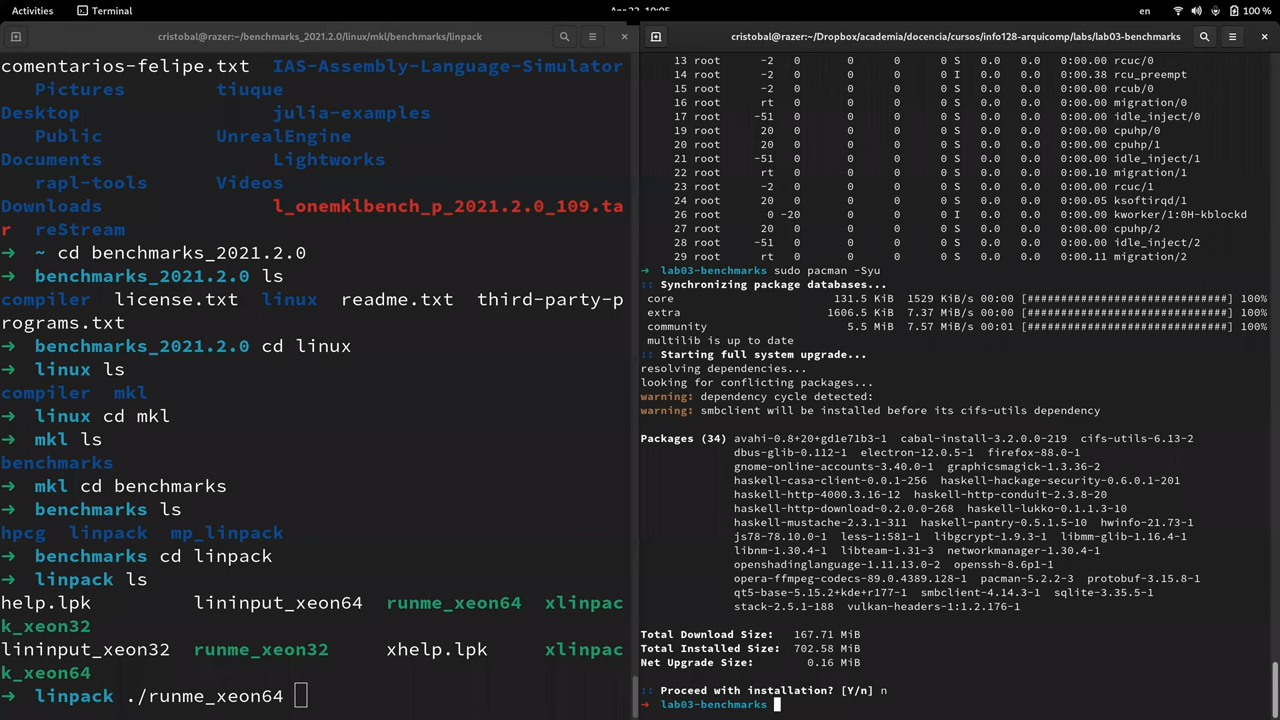 Activities Terminal Apr 23, 10:05 en 100 %
cristobal@razer:~/benchmarks_2021.2.0/linux/mkl/benchmarks/linpack
comentarios-felipe.txt IAS-Assembly-Language-Simulator
Pictures tiuque
Desktop julia-examples
Public UnrealEngine
Documents Lightworks
rapl-tools Videos
Downloads l_onemklbench_p_2021.2.0_109.ta
r reStream
➜ ~ cd benchmarks_2021.2.0
➜ benchmarks_2021.2.0 ls
compiler license.txt linux readme.txt third-party-p
rograms.txt
➜ benchmarks_2021.2.0 cd linux
➜ linux ls
compiler mkl
➜ linux cd mkl
➜ mkl ls
benchmarks
➜ mkl cd benchmarks
➜ benchmarks ls
hpcg linpack mp_linpack
➜ benchmarks cd linpack
➜ linpack ls
help.lpk lininput_xeon64 runme_xeon64 xlinpac
k_xeon32
lininput_xeon32 runme_xeon32 xhelp.lpk xlinpac
k_xeon64
➜ linpack ./runme_xeon64
cristobal@razer:~/Dropbox/academia/docencia/cursos/info128-arquicomp/labs/lab03-benchmarks
13 root -2 0 0 0 S 0.0 0.0 0:00.00 rcuc/0
14 root -2 0 0 0 I 0.0 0.0 0:00.38 rcu_preempt
15 root -2 0 0 0 S 0.0 0.0 0:00.00 rcub/0
16 root rt 0 0 0 S 0.0 0.0 0:00.00 migration/0
17 root -51 0 0 0 S 0.0 0.0 0:00.00 idle_inject/0
19 root 20 0 0 0 S 0.0 0.0 0:00.00 cpuhp/0
20 root 20 0 0 0 S 0.0 0.0 0:00.00 cpuhp/1
21 root -51 0 0 0 S 0.0 0.0 0:00.00 idle_inject/1
22 root rt 0 0 0 S 0.0 0.0 0:00.10 migration/1
23 root -2 0 0 0 S 0.0 0.0 0:00.00 rcuc/1
24 root 20 0 0 0 S 0.0 0.0 0:00.05 ksoftirqd/1
26 root 0 -20 0 0 I 0.0 0.0 0:00.00 kworker/1:0H-kblockd
27 root 20 0 0 0 S 0.0 0.0 0:00.00 cpuhp/2
28 root -51 0 0 0 S 0.0 0.0 0:00.00 idle_inject/2
29 root rt 0 0 0 S 0.0 0.0 0:00.11 migration/2
➜ lab03-benchmarks sudo pacman -Syu
:: Synchronizing package databases...
core 131.5 KiB 1529 KiB/s 00:00 [#############################] 100%
extra 1606.5 KiB 7.37 MiB/s 00:00 [#############################] 100%
community 5.5 MiB 7.57 MiB/s 00:01 [#############################] 100%
multilib is up to date
:: Starting full system upgrade...
resolving dependencies...
looking for conflicting packages...
warning: dependency cycle detected:
warning: smbclient will be installed before its cifs-utils dependency
Packages (34) avahi-0.8+20+gd1e71b3-1 cabal-install-3.2.0.0-219 cifs-utils-6.13-2
dbus-glib-0.112-1 electron-12.0.5-1 firefox-88.0-1
gnome-online-accounts-3.40.0-1 graphicsmagick-1.3.36-2
haskell-casa-client-0.0.1-256 haskell-hackage-security-0.6.0.1-201
haskell-http-4000.3.16-12 haskell-http-conduit-2.3.8-20
haskell-http-download-0.2.0.0-268 haskell-lukko-0.1.1.3-10
haskell-mustache-2.3.1-311 haskell-pantry-0.5.1.5-10 hwinfo-21.73-1
js78-78.10.0-1 less-1:581-1 libgcrypt-1.9.3-1 libmm-glib-1.16.4-1
libnm-1.30.4-1 libteam-1.31-3 networkmanager-1.30.4-1
openshadinglanguage-1.11.13.0-2 openssh-8.6p1-1
opera-ffmpeg-codecs-89.0.4389.128-1 pacman-5.2.2-3 protobuf-3.15.8-1
qt5-base-5.15.2+kde+r177-1 smbclient-4.14.3-1 sqlite-3.35.5-1
stack-2.5.1-188 vulkan-headers-1:1.2.176-1
Total Download Size: 167.71 MiB
Total Installed Size: 702.58 MiB
Net Upgrade Size: 0.16 MiB
:: Proceed with installation? [Y/n] n
➜ lab03-benchmarks